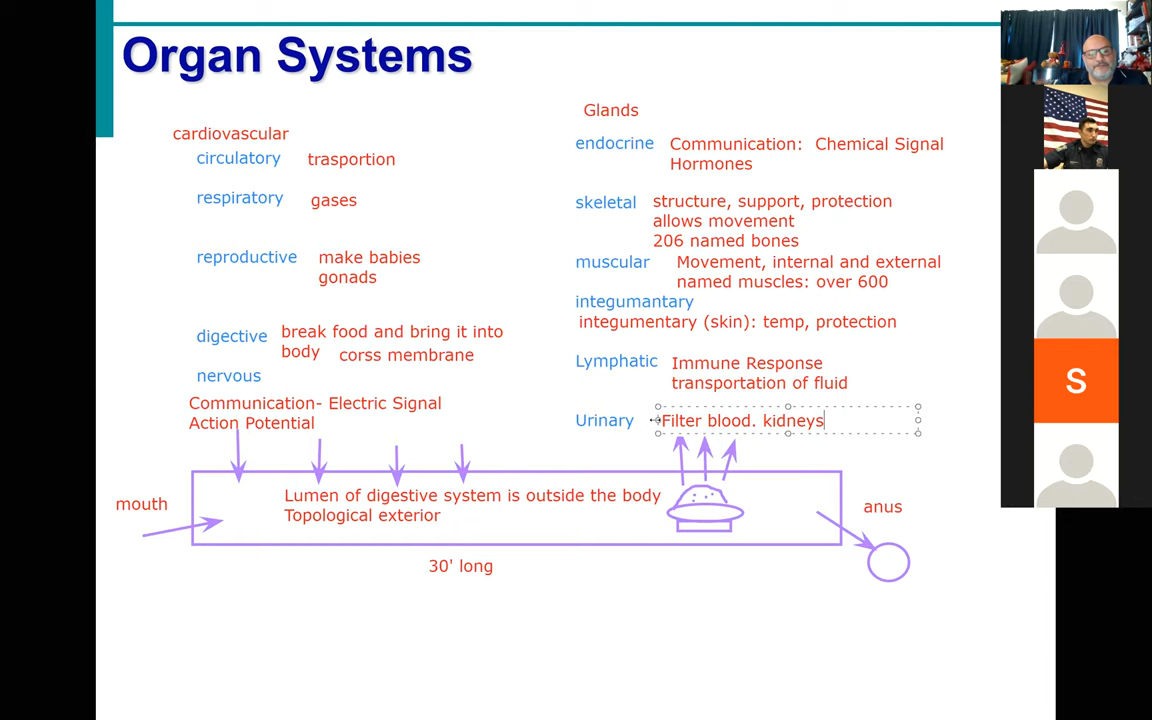 Organ Systems
cardiovascular
circulatory
trasportion
respiratory
gases
reproductive
make babies
gonads
digective
break food and bring it into
body
corss membrane
nervous
Communication- Electric Signal
Action Potential
Glands
endocrine
Communication: Chemical Signal
Hormones
skeletal
structure, support, protection
allows movement
206 named bones
muscular
Movement, internal and external
named muscles: over 600
integumantary
integumentary (skin): temp, protection
Lymphatic
Immune Response
transportation of fluid
Urinary
Filter blood. kidneys
mouth
Lumen of digestive system is outside the body
Topological exterior
anus
30' long
S